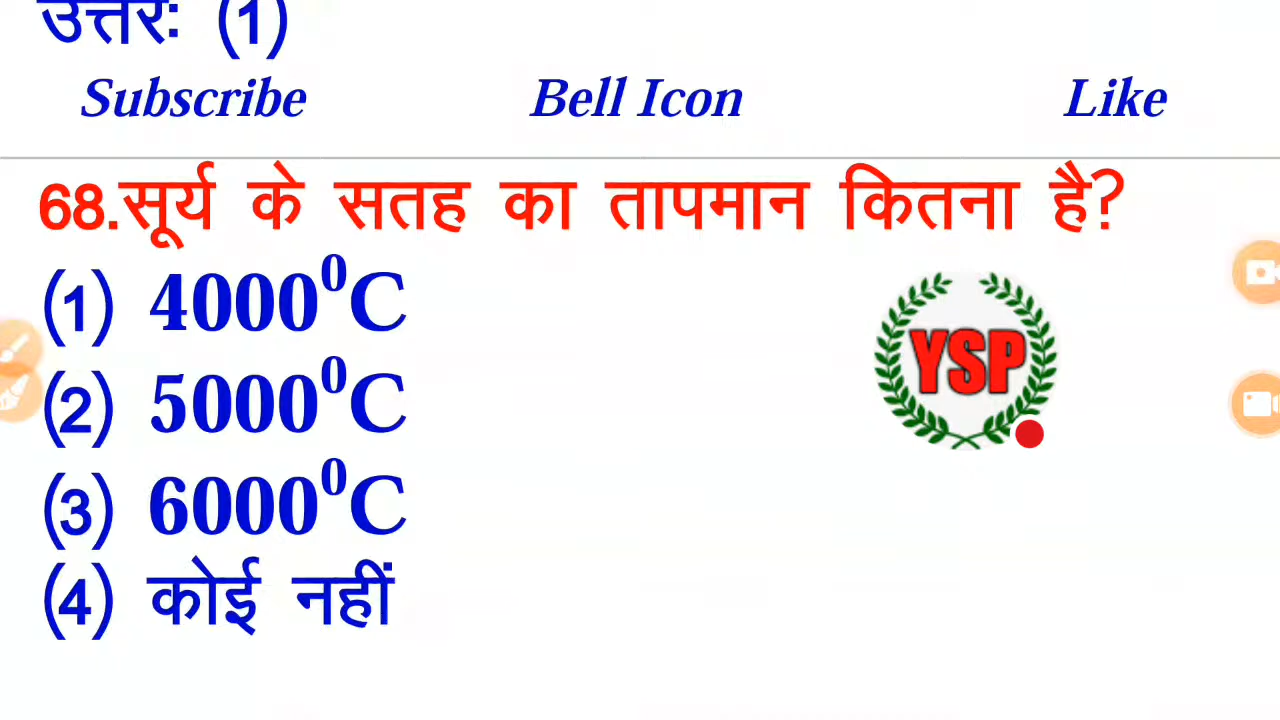 उत्तरः (1)
Subscribe Bell Icon Like
68.सूर्य के सतह का तापमान कितना है?
(1) 4000⁰C
(2) 5000⁰C
YSP
(3) 6000⁰C
(4) कोई नहीं